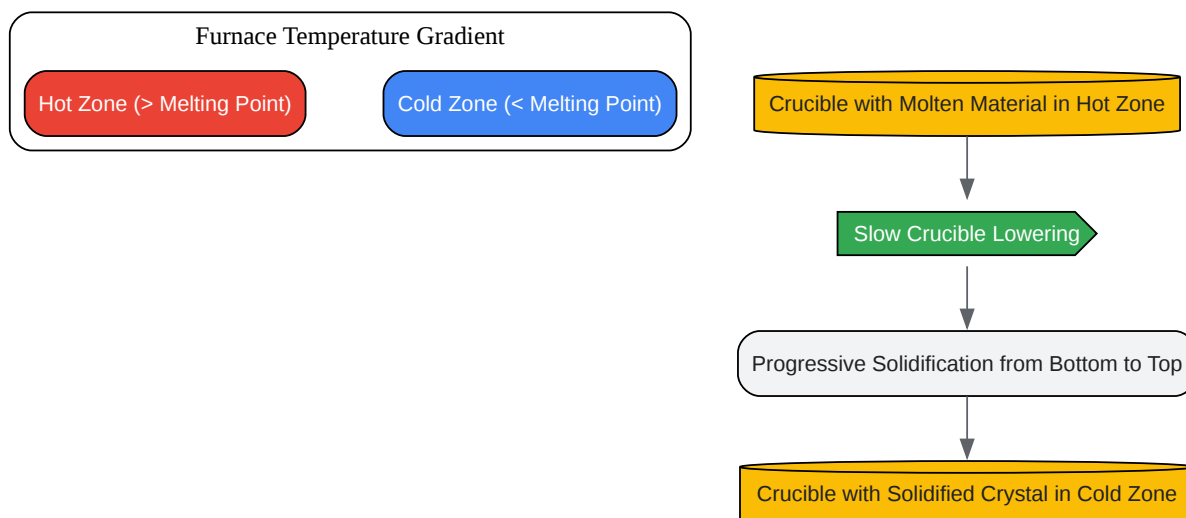 Furnace Temperature Gradient
Hot Zone (> Melting Point)
Cold Zone (< Melting Point)
Crucible with Molten Material in Hot Zone
Slow Crucible Lowering
Progressive Solidification from Bottom to Top
Crucible with Solidified Crystal in Cold Zone